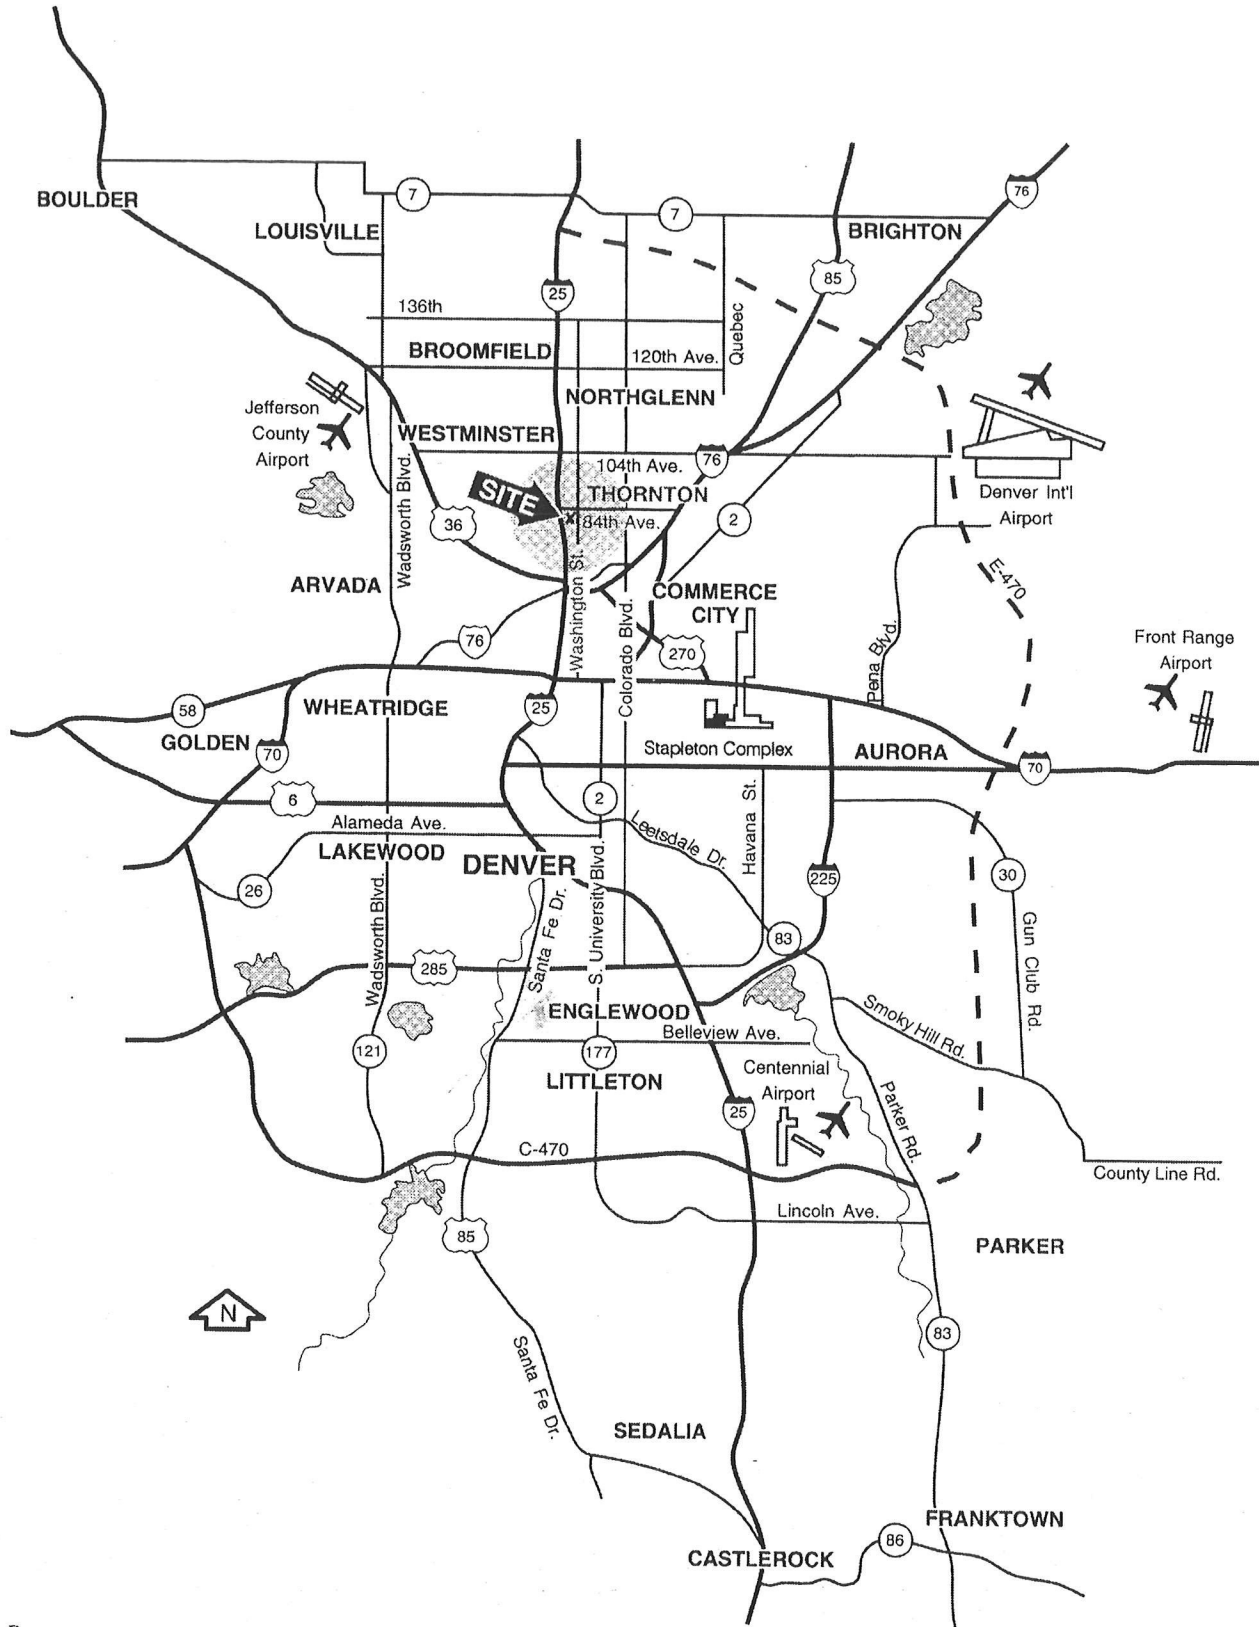 BOULDER
LOUISVILLE
7
7
76
BRIGHTON
85
25
136th
Quebec
BROOMFIELD
120th Ave.
NORTHGLENN
Jefferson
County
Airport
WESTMINSTER
76
104th Ave.
SITE
THORNTON
84th Ave.
2
36
Wadsworth Blvd.
Denver Int'l
Airport
E-470
ARVADA
Washington St.
COMMERCE
CITY
Colorado Blvd.
76
270
Pena Blvd.
Front Range
Airport
58
WHEATRIDGE
25
GOLDEN
70
Stapleton Complex
AURORA
70
6
2
Havana St.
Alameda Ave.
Leetsdale Dr.
LAKEWOOD
DENVER
26
225
30
Wadsworth Blvd.
Santa Fe Dr.
S. University Blvd.
83
Gun Club Rd.
285
ENGLEWOOD
Belleview Ave.
Smoky Hill Rd.
121
177
LITTLETON
Centennial
Airport
25
Parker Rd.
C-470
County Line Rd.
Lincoln Ave.
85
PARKER
N
83
Santa Fe Dr.
SEDALIA
FRANKTOWN
86
CASTLEROCK